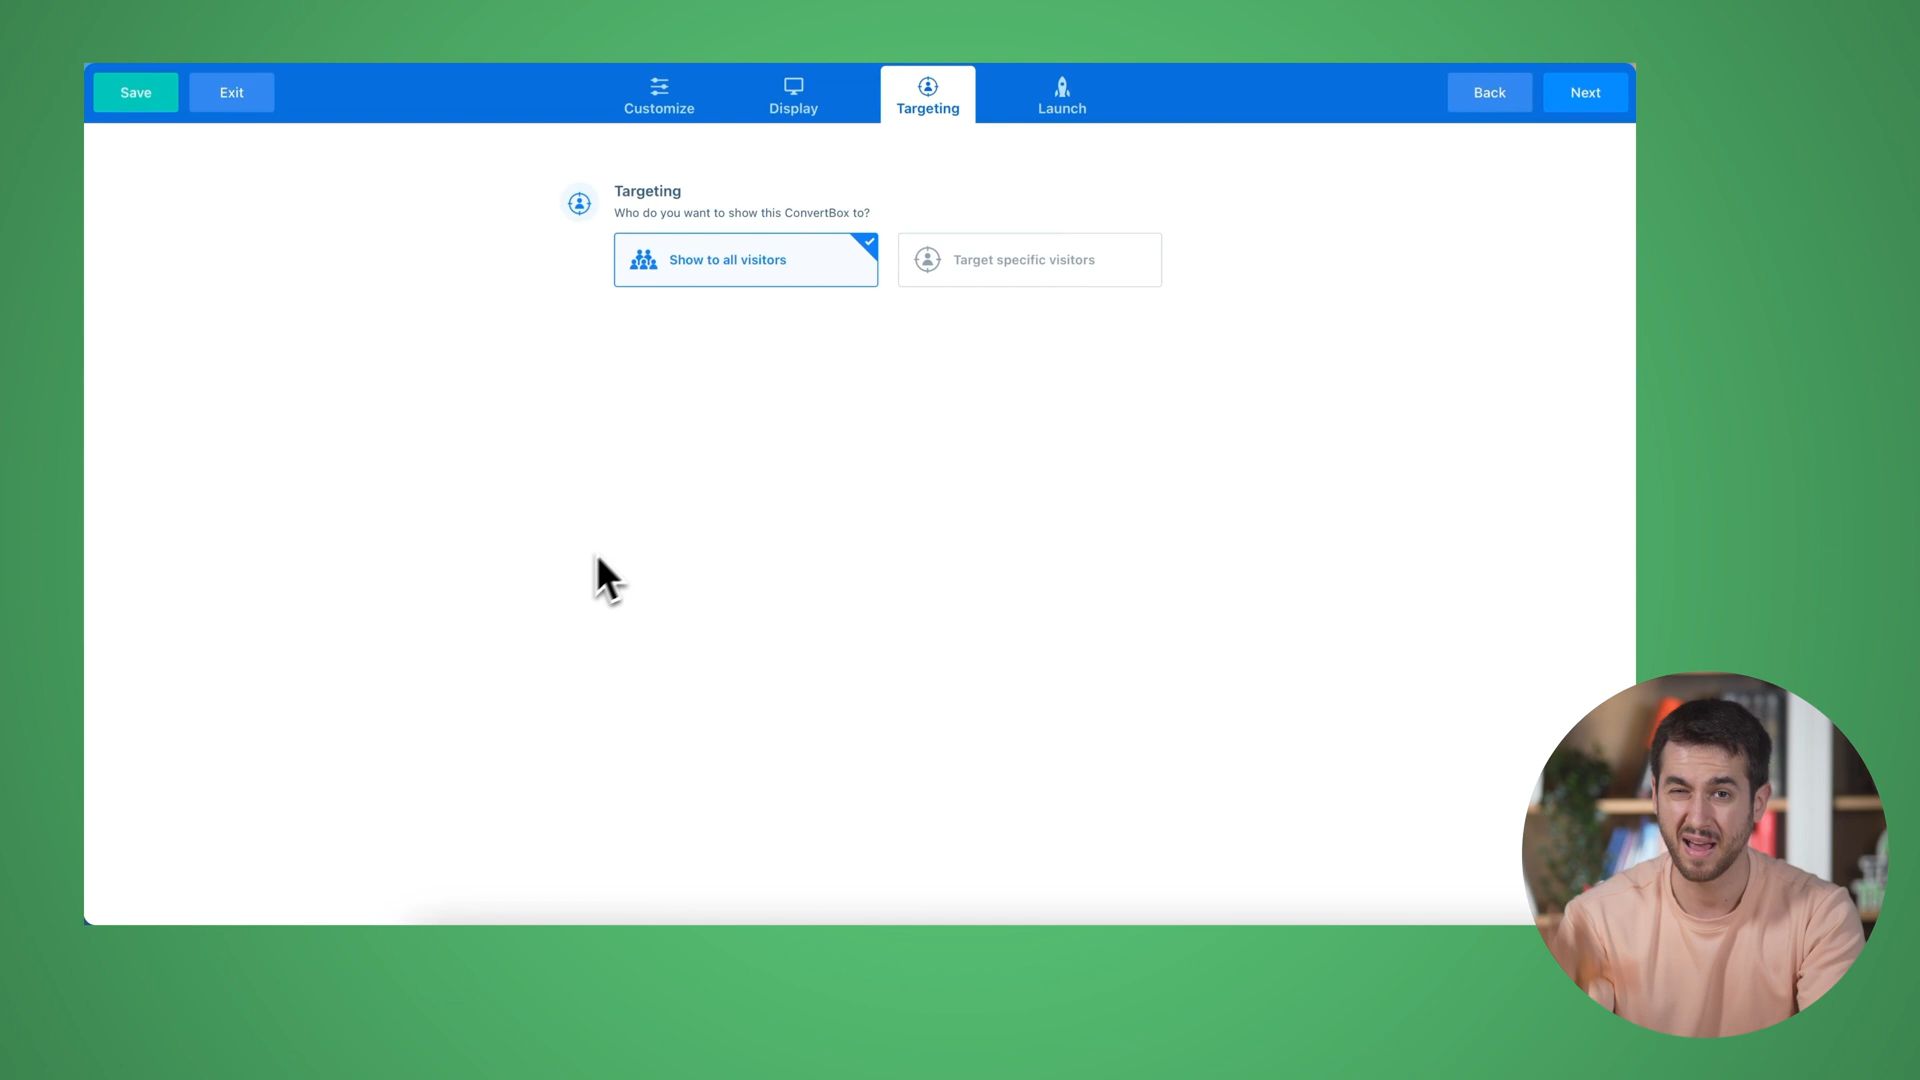 Save
Exit
Customize
Display
Targeting
Launch
Back
Next
Targeting
Who do you want to show this ConvertBox to?
Show to all visitors
Target specific visitors